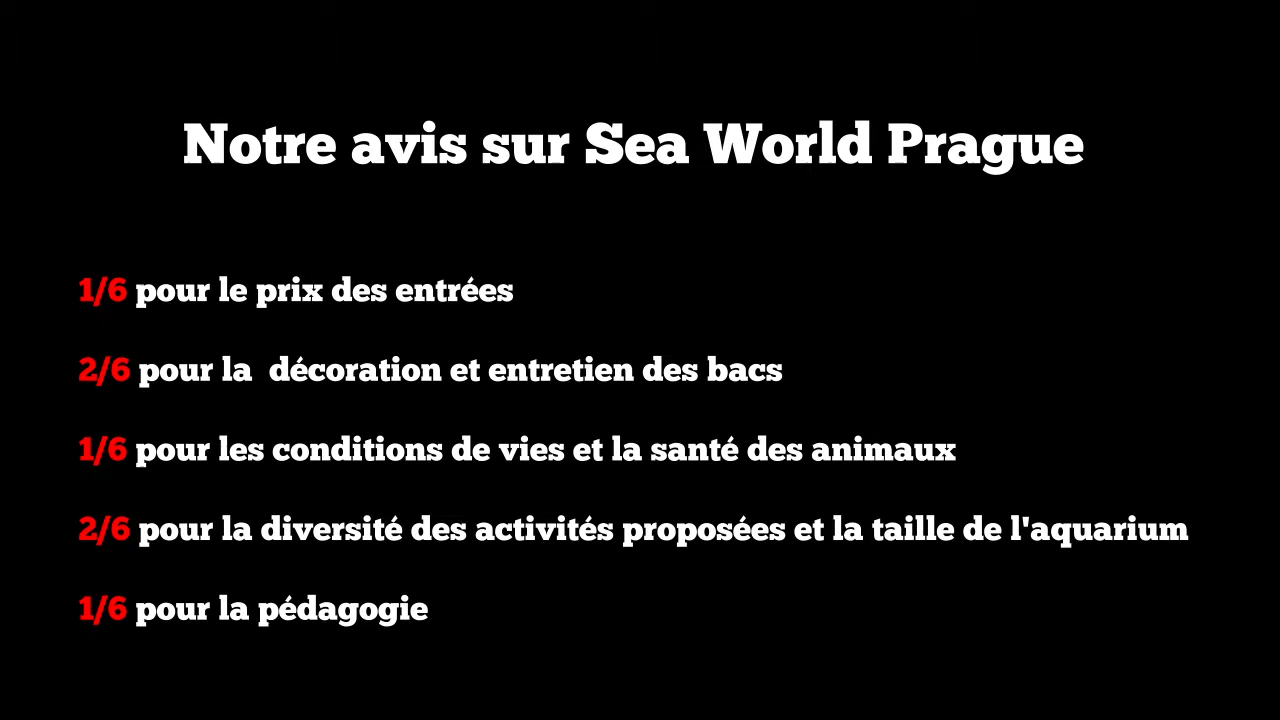 Notre avis sur Sea World Prague
1/6 pour le prix des entrées
2/6 pour la  décoration et entretien des bacs
1/6 pour les conditions de vies et la santé des animaux
2/6 pour la diversité des activités proposées et la taille de l'aquarium
1/6 pour la pédagogie